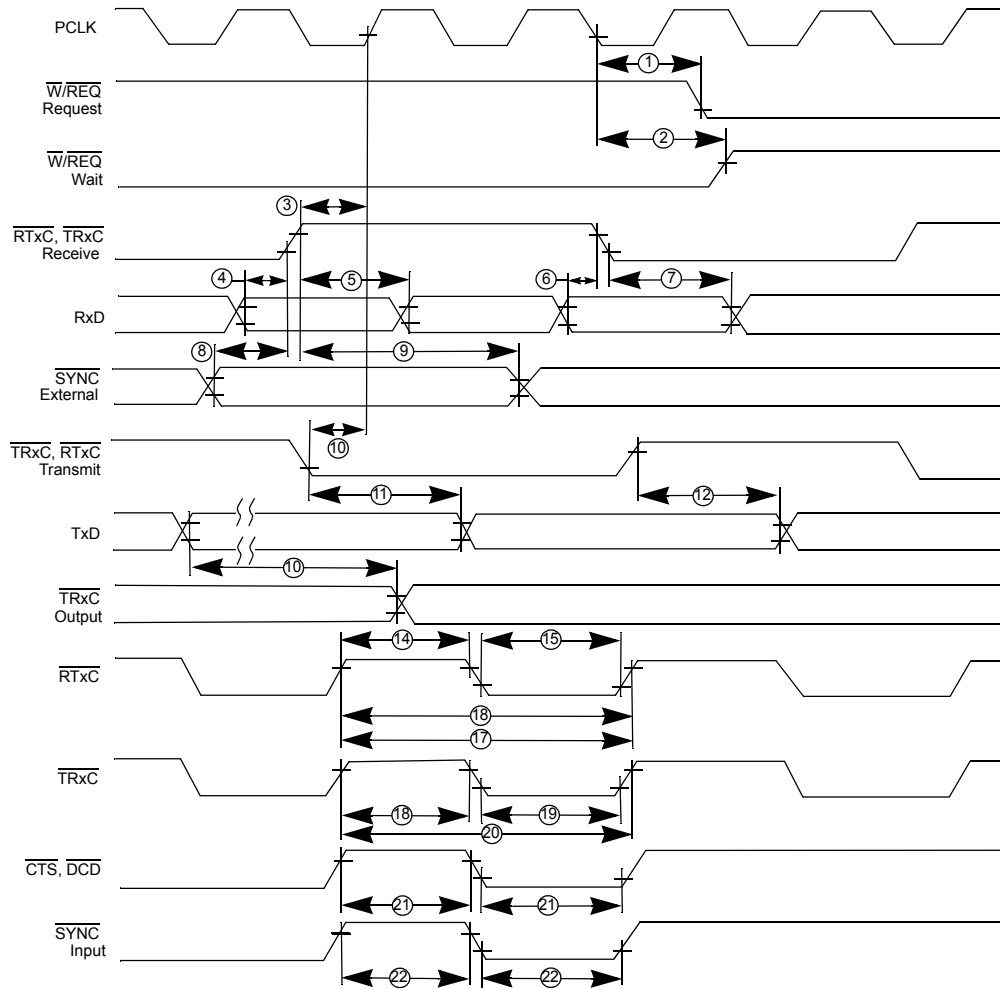 PCLK
1
W/REQ
Request
2
W/REQ
Wait
3
RTxC, TRxC
Receive
4
5
6
7
RxD
8
9
SYNC
External
10
TRxC, RTxC
Transmit
11
12
TxD
10
TRxC
Output
14
15
RTxC
18
17
TRxC
18
19
20
CTS, DCD
21
21
SYNC
Input
22
22